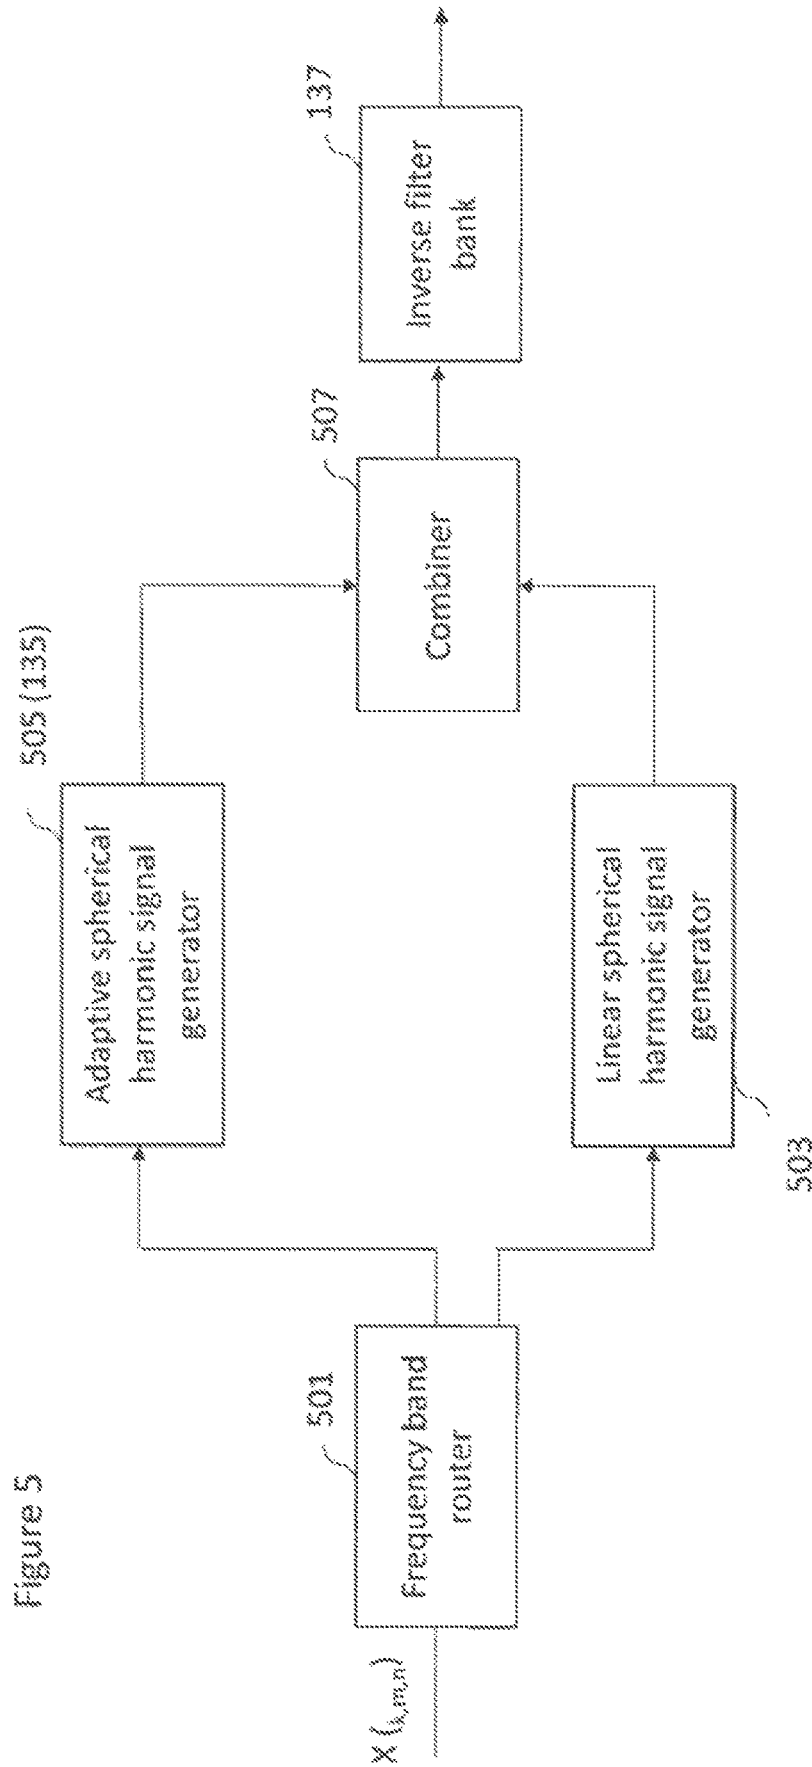 Figure 5
X (k,m,n)
501
Frequency band
router
505 (135)
Adaptive spherical
harmonic signal
generator
503
Linear spherical
harmonic signal
generator
507
Combiner
137
Inverse filter
bank